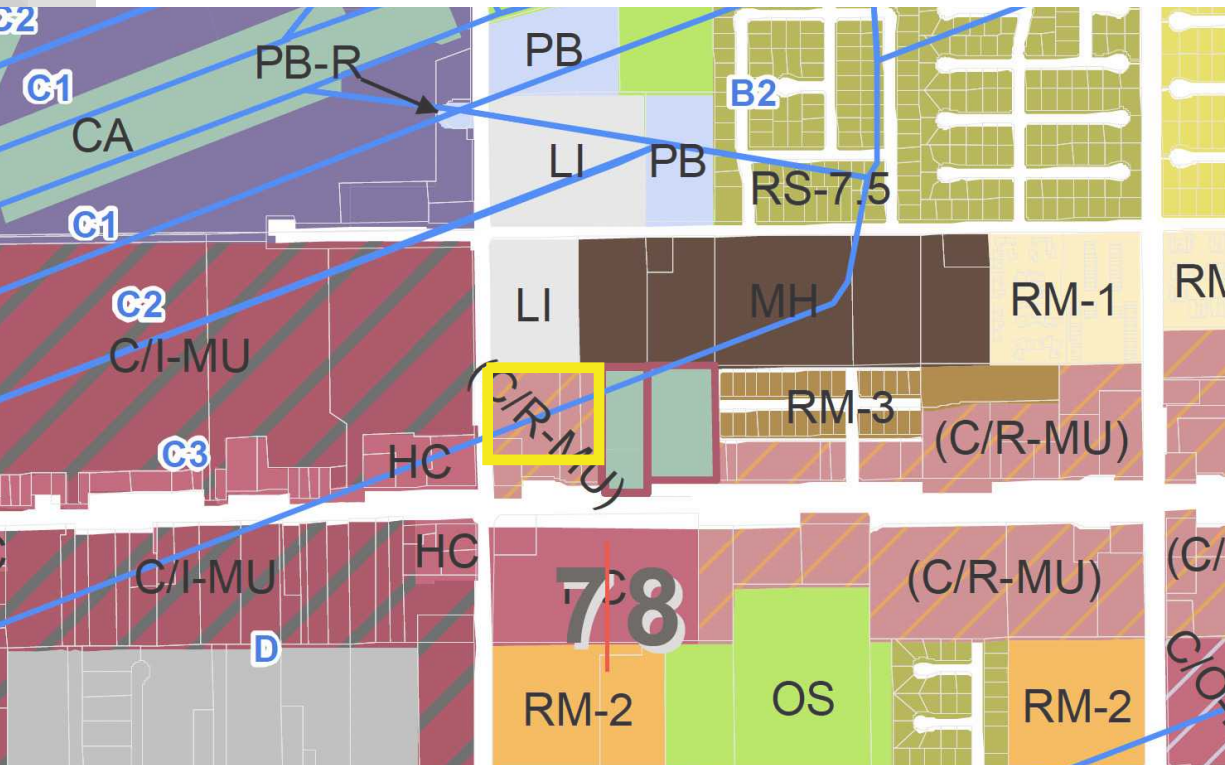 C2
PB
PB-R
C1
B2
CA
LI
PB
RS-7.5
C1
C2
LI
MH
RM-1
C/I-MU
(C/R-MU)
RM-3
(C/R-MU)
C3
HC
HC
C/I-MU
78
(C/R-MU)
D
RM-2
OS
RM-2